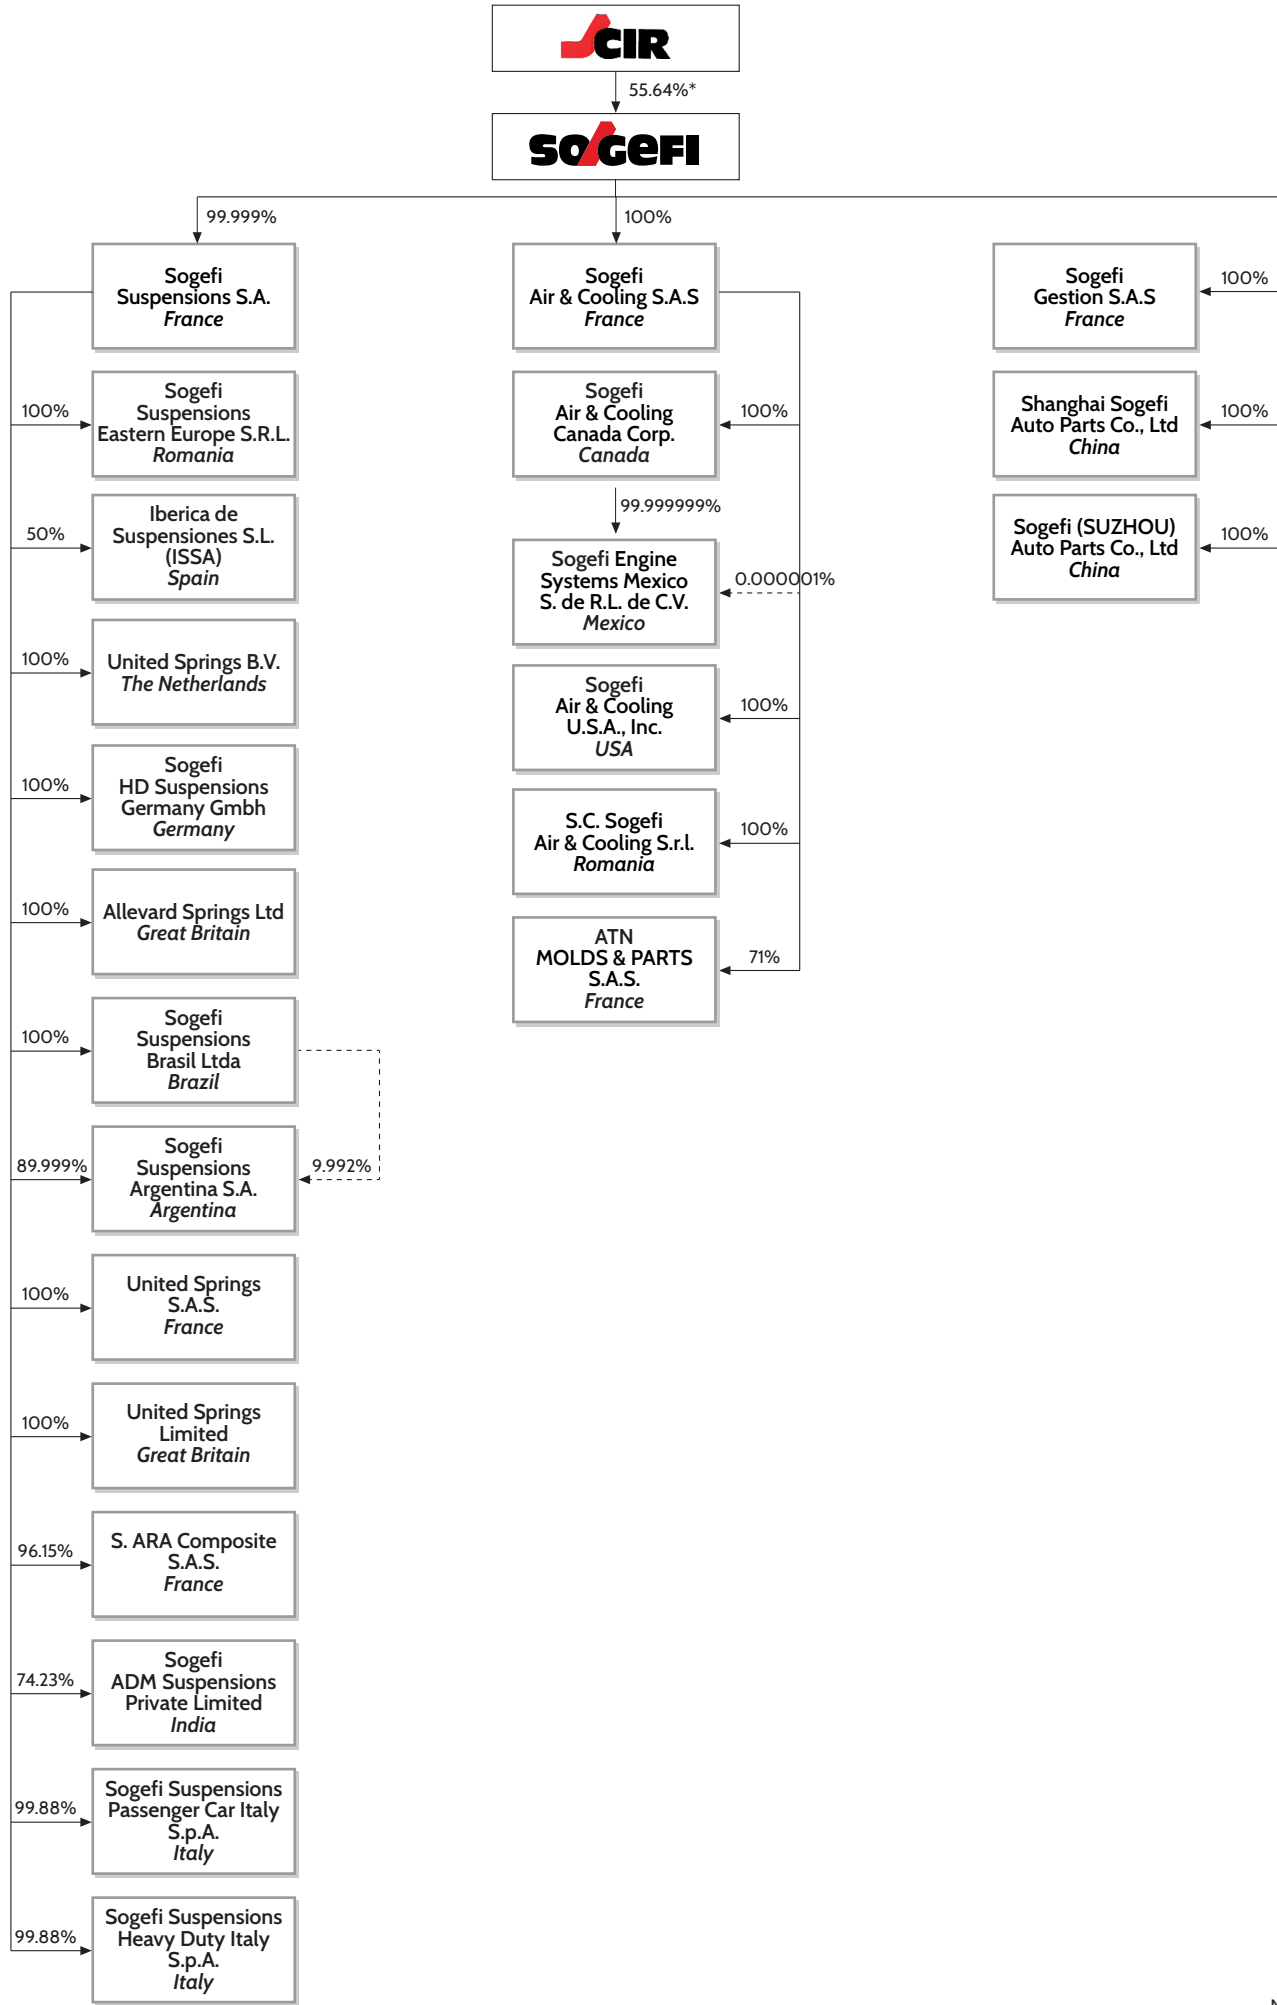 CIR
55.64%*
SOGEFI
99.999%
100%
Sogefi
Suspensions S.A.
France
Sogefi
Air & Cooling S.A.S
France
Sogefi
Gestion S.A.S
France
100%
100%
Sogefi
Suspensions
Eastern Europe S.R.L.
Romania
Sogefi
Air & Cooling
Canada Corp.
Canada
100%
Shanghai Sogefi
Auto Parts Co., Ltd
China
100%
99.999999%
50%
Iberica de
Suspensiones S.L.
(ISSA)
Spain
Sogefi Engine
Systems Mexico
S. de R.L. de C.V.
Mexico
0.000001%
Sogefi (SUZHOU)
Auto Parts Co., Ltd
China
100%
100%
United Springs B.V.
The Netherlands
Sogefi
Air & Cooling
U.S.A., Inc.
USA
100%
100%
Sogefi
HD Suspensions
Germany Gmbh
Germany
S.C. Sogefi
Air & Cooling S.r.l.
Romania
100%
100%
Allevard Springs Ltd
Great Britain
ATN
MOLDS & PARTS
S.A.S.
France
71%
100%
Sogefi
Suspensions
Brasil Ltda
Brazil
89.999%
Sogefi
Suspensions
Argentina S.A.
Argentina
9.992%
100%
United Springs
S.A.S.
France
100%
United Springs
Limited
Great Britain
96.15%
S. ARA Composite
S.A.S.
France
74.23%
Sogefi
ADM Suspensions
Private Limited
India
99.88%
Sogefi Suspensions
Passenger Car Italy
S.p.A.
Italy
99.88%
Sogefi Suspensions
Heavy Duty Italy
S.p.A.
Italy